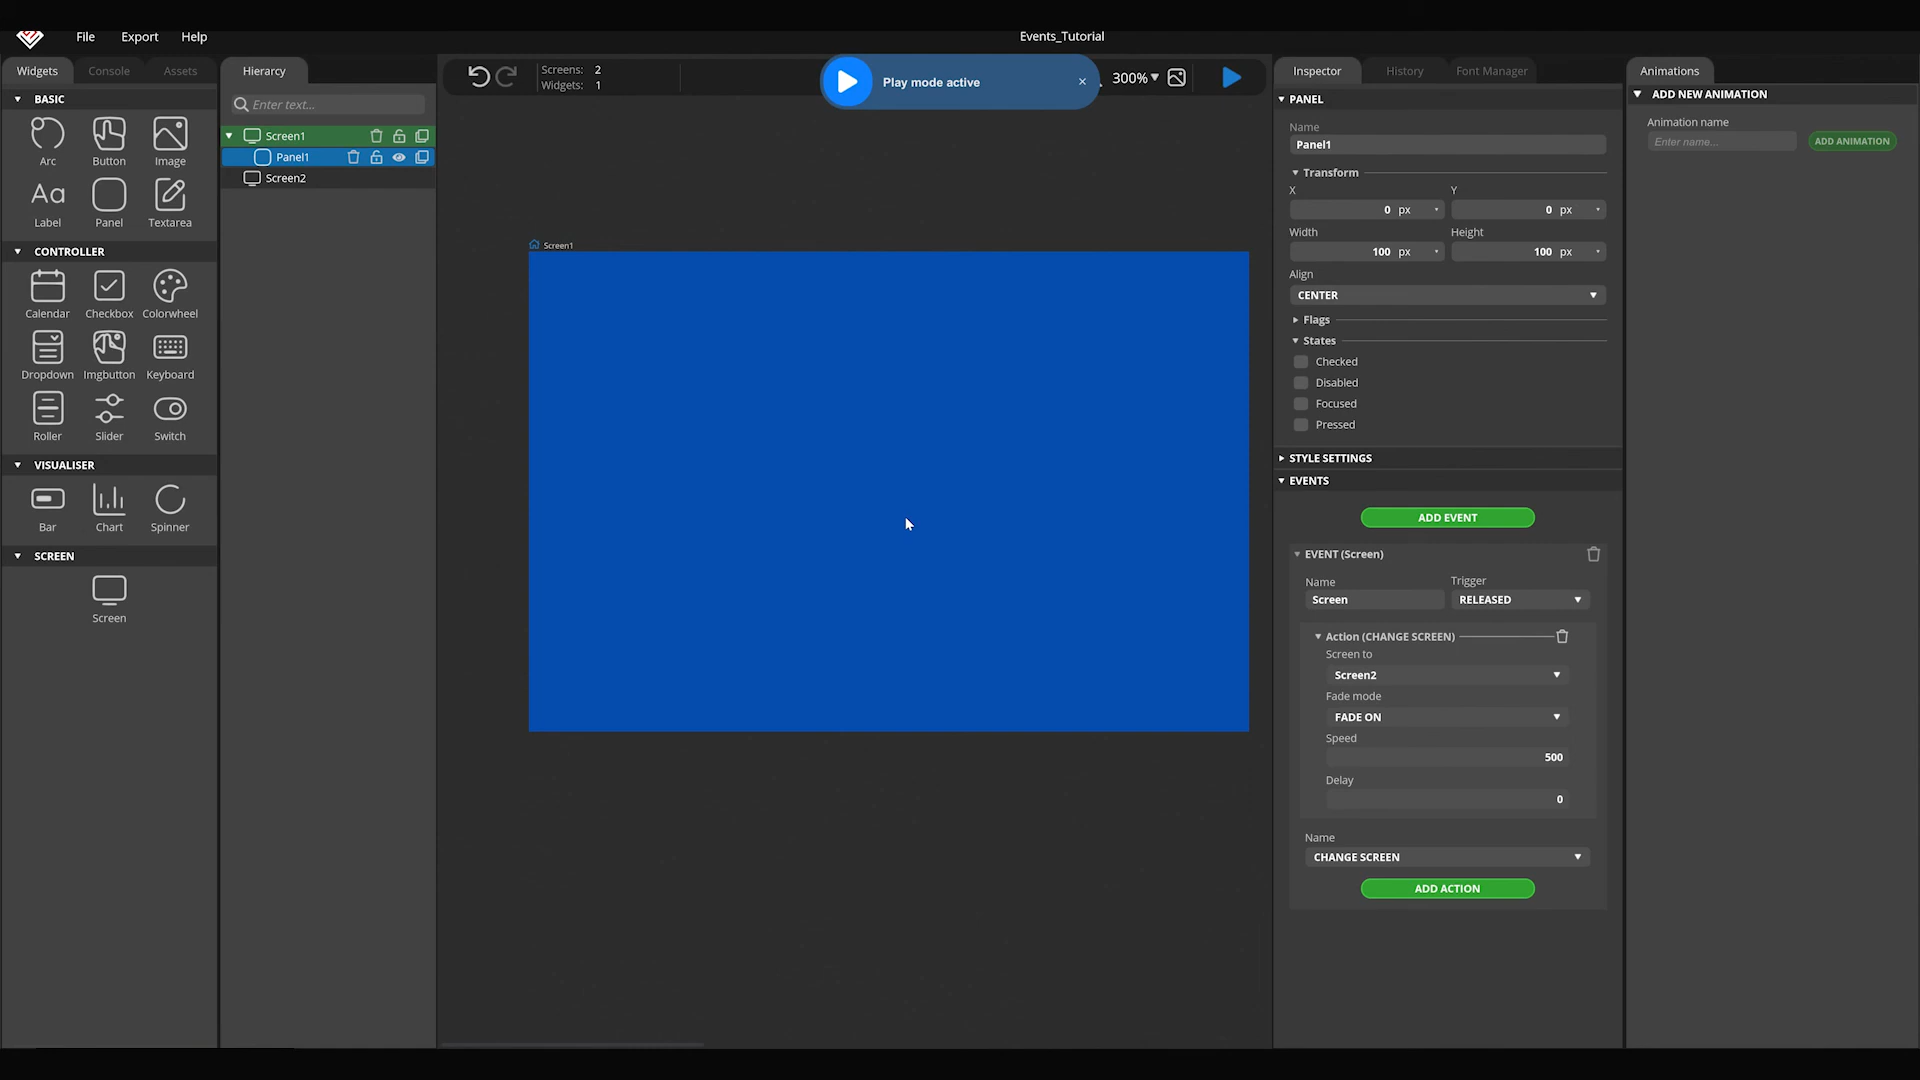 File Export Help
Events_Tutorial
Widgets Console Assets
BASIC
Arc Button Image
Label Panel Textarea
CONTROLLER
Calendar Checkbox Colorwheel
Dropdown Imgbutton Keyboard
Roller Slider Switch
VISUALISER
Bar Chart Spinner
SCREEN
Screen
Hierarcy
Enter text...
Screen1
Panel1
Screen2
Screens: 2
Widgets: 1
Play mode active
300%
Screen1
Inspector History Font Manager
PANEL
Name
Panel1
Transform
X Y
0 px 0 px
Width Height
100 px 100 px
Align
CENTER
Flags
States
Checked
Disabled
Focused
Pressed
STYLE SETTINGS
EVENTS
ADD EVENT
EVENT (Screen)
Name Trigger
Screen RELEASED
Action (CHANGE SCREEN)
Screen to
Screen2
Fade mode
FADE ON
Speed
500
Delay
0
Name
CHANGE SCREEN
ADD ACTION
Animations
ADD NEW ANIMATION
Animation name
Enter name... ADD ANIMATION